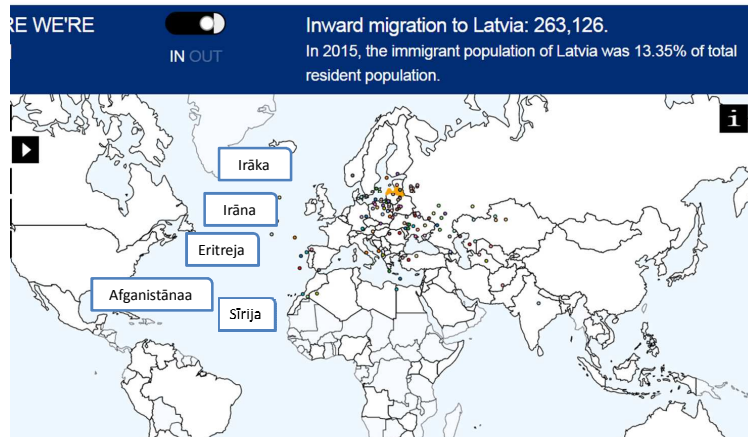 RE WE'RE
IN OUT
Inward migration to Latvia: 263,126.
In 2015, the immigrant population of Latvia was 13.35% of total
resident population.
i
Irāka
Irāna
Eritreja
Afganistānaa
Sīrija